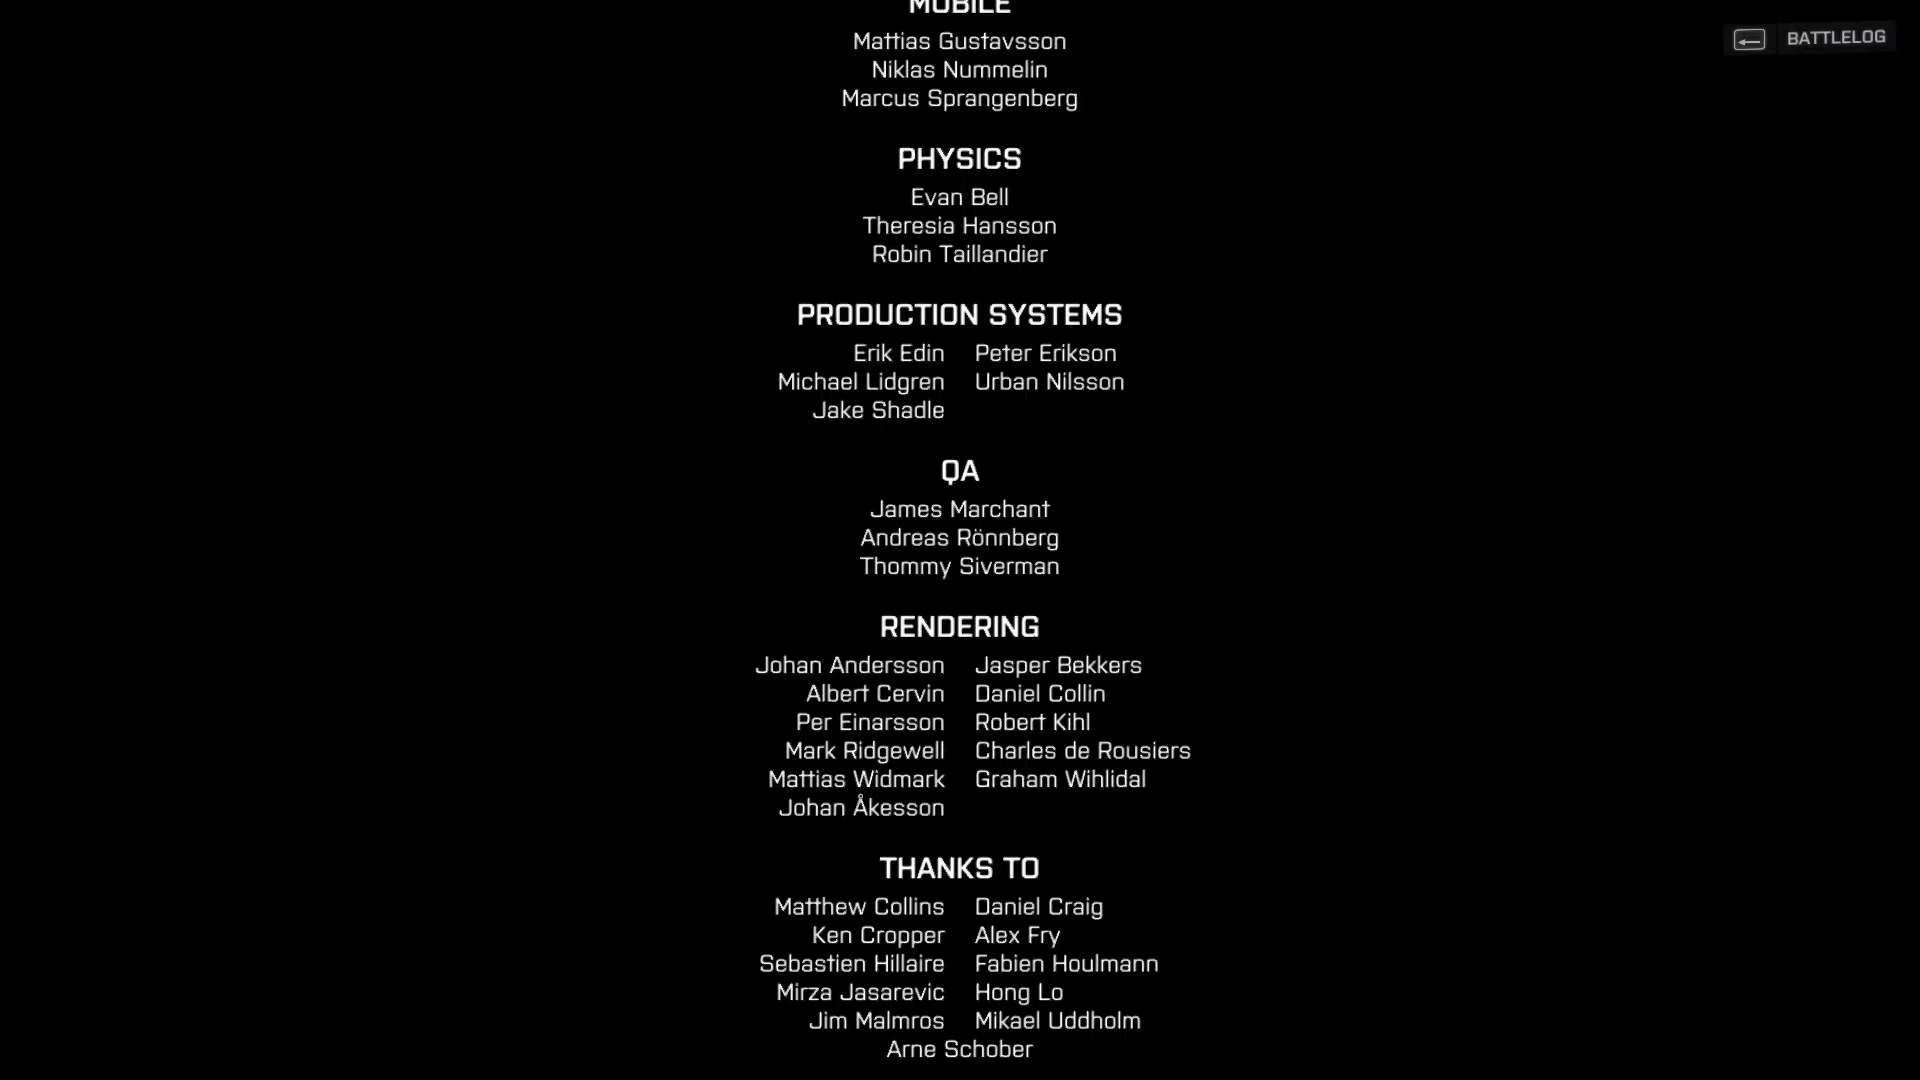 MOBILE
BATTLELOG
Mattias Gustavsson
Niklas Nummelin
Marcus Sprangenberg
PHYSICS
Evan Bell
Theresia Hansson
Robin Taillandier
PRODUCTION SYSTEMS
Erik Edin Peter Erikson
Michael Lidgren Urban Nilsson
Jake Shadle
QA
James Marchant
Andreas Rönnberg
Thommy Siverman
RENDERING
Johan Andersson Jasper Bekkers
Albert Cervin Daniel Collin
Per Einarsson Robert Kihl
Mark Ridgewell Charles de Rousiers
Mattias Widmark Graham Wihlidal
Johan Åkesson
THANKS TO
Matthew Collins Daniel Craig
Ken Cropper Alex Fry
Sebastien Hillaire Fabien Houlmann
Mirza Jasarevic Hong Lo
Jim Malmros Mikael Uddholm
Arne Schober